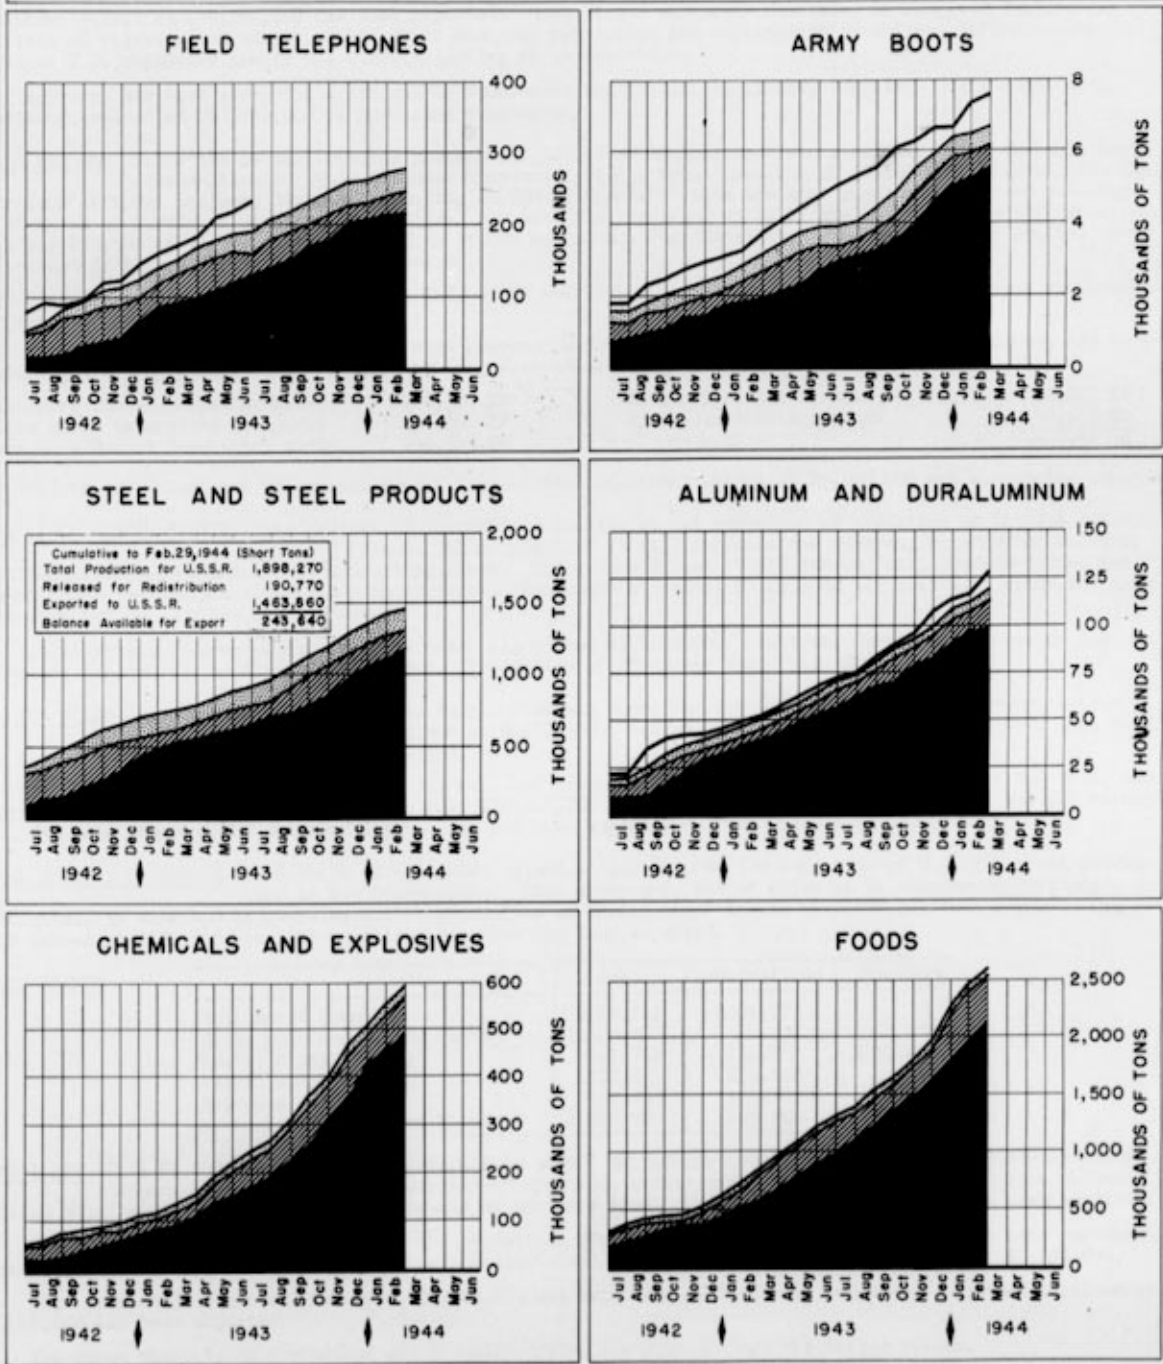 FIELD TELEPHONES
400
300
200
100
0
THOUSANDS
Jul Aug Sep Oct Nov Dec Jan Feb Mar Apr May Jun Jul Aug Sep Oct Nov Dec Jan Feb Mar Apr May Jun
1942 1943 1944
ARMY BOOTS
8
6
4
2
0
THOUSANDS OF TONS
Jul Aug Sep Oct Nov Dec Jan Feb Mar Apr May Jun Jul Aug Sep Oct Nov Dec Jan Feb Mar Apr May Jun
1942 1943 1944
STEEL AND STEEL PRODUCTS
Cumulative to Feb.29,1944 (Short Tons)
Total Production for U.S.S.R. 1,898,270
Released for Redistribution 190,770
Exported to U.S.S.R. 1,463,860
Balance Available for Export 243,640
2,000
1,500
1,000
500
0
THOUSANDS OF TONS
Jul Aug Sep Oct Nov Dec Jan Feb Mar Apr May Jun Jul Aug Sep Oct Nov Dec Jan Feb Mar Apr May Jun
1942 1943 1944
ALUMINUM AND DURALUMINUM
150
125
100
75
50
25
0
THOUSANDS OF TONS
Jul Aug Sep Oct Nov Dec Jan Feb Mar Apr May Jun Jul Aug Sep Oct Nov Dec Jan Feb Mar Apr May Jun
1942 1943 1944
CHEMICALS AND EXPLOSIVES
600
500
400
300
200
100
0
THOUSANDS OF TONS
Jul Aug Sep Oct Nov Dec Jan Feb Mar Apr May Jun Jul Aug Sep Oct Nov Dec Jan Feb Mar Apr May Jun
1942 1943 1944
FOODS
2,500
2,000
1,500
1,000
500
0
THOUSANDS OF TONS
Jul Aug Sep Oct Nov Dec Jan Feb Mar Apr May Jun Jul Aug Sep Oct Nov Dec Jan Feb Mar Apr May Jun
1942 1943 1944